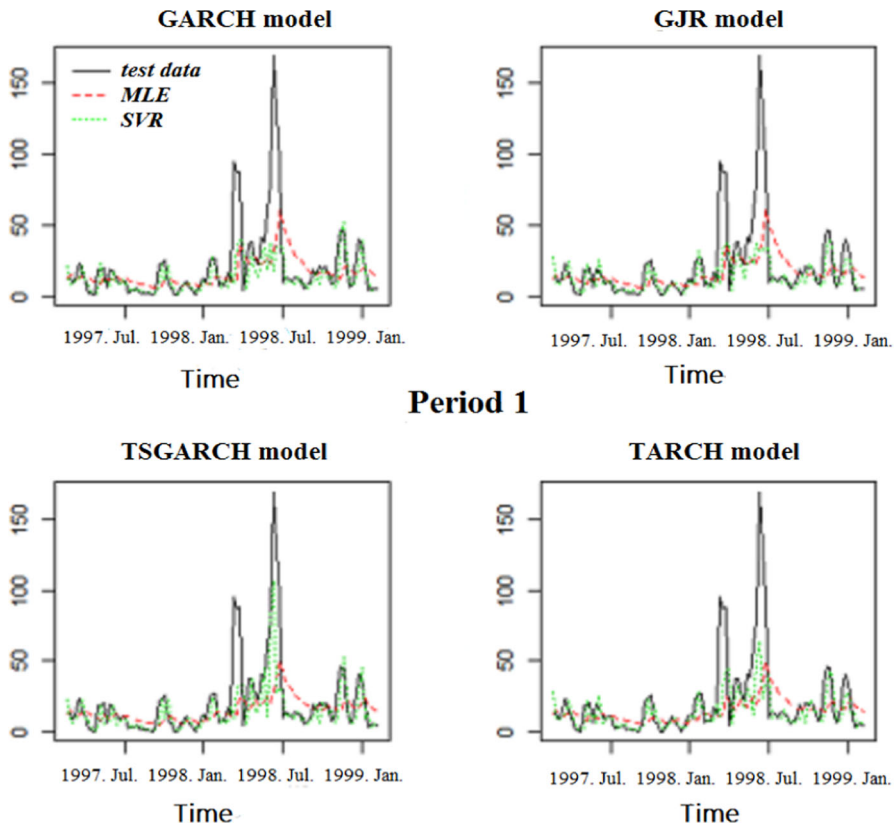 GARCH model
GJR model
0 50 100 150
test data
MLE
SVR
0 50 100 150
1997. Jul. 1998. Jan. 1998. Jul. 1999. Jan.
1997. Jul. 1998. Jan. 1998. Jul. 1999. Jan.
Time
Time
Period 1
TSGARCH model
TARCH model
0 50 100 150
0 50 100 150
1997. Jul. 1998. Jan. 1998. Jul. 1999. Jan.
1997. Jul. 1998. Jan. 1998. Jul. 1999. Jan.
Time
Time